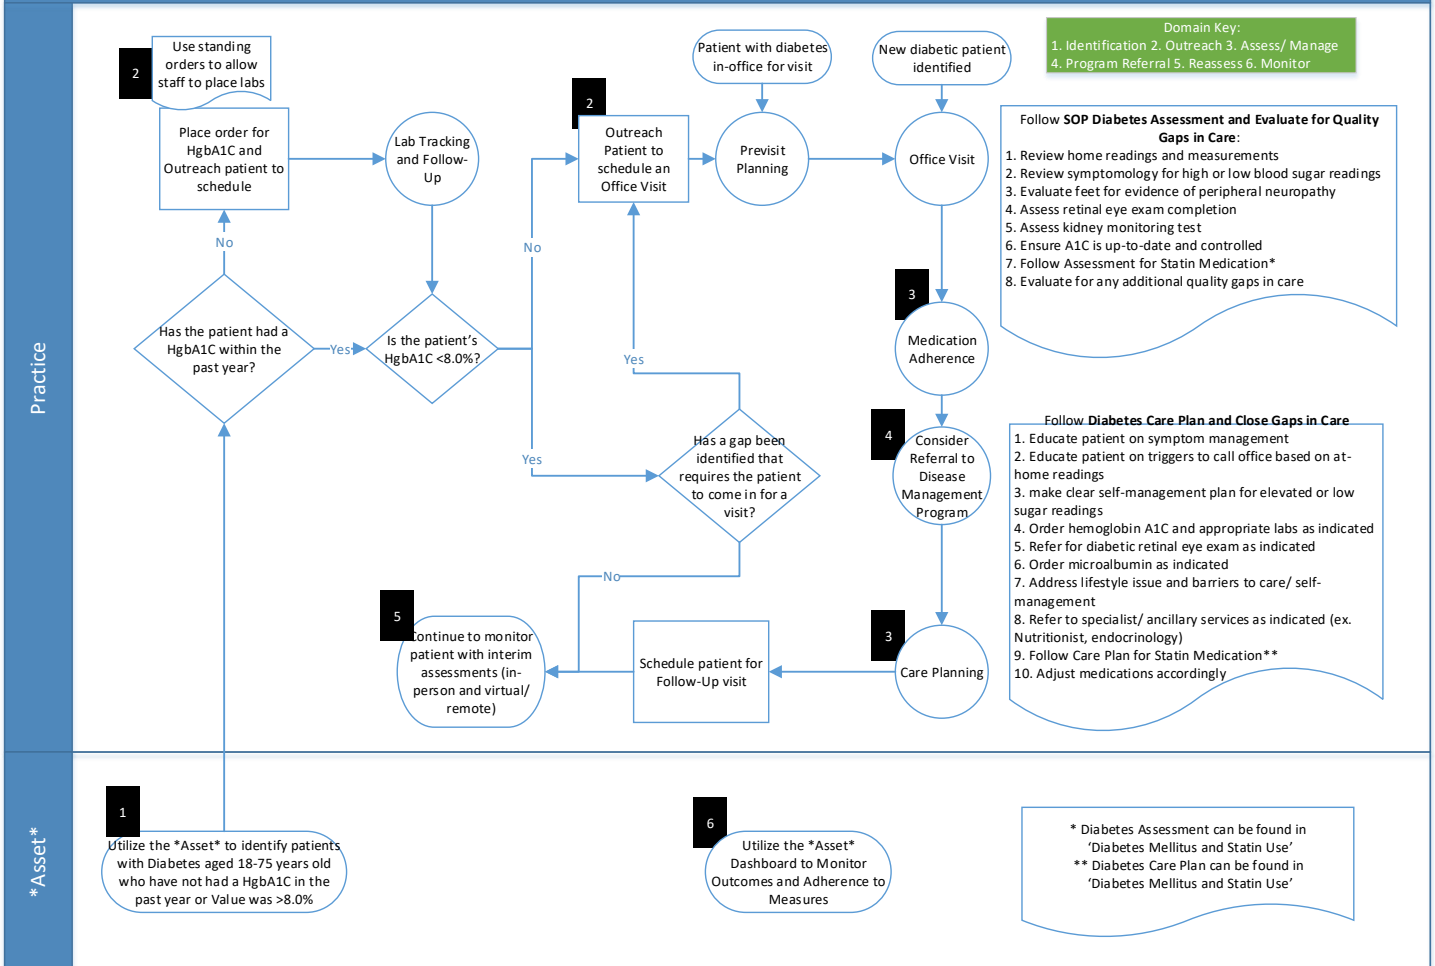 Practice
2
Use standing
orders to allow
staff to place labs
Place order for
HgbA1C and
Outreach patient to
schedule
No
Has the patient had a
HgbA1C within the
past year?
Yes
Lab Tracking
and Follow-
Up
Is the patient's
HgbA1C <8.0%?
No
Yes
2
Outreach
Patient to
schedule an
Office Visit
Yes
Has a gap been
identified that
requires the patient
to come in for a
visit?
No
Patient with diabetes
in-office for visit
Previsit
Planning
New diabetic patient
identified
Office Visit
3
Medication
Adherence
4
Consider
Referral to
Disease
Management
Program
3
Care Planning
Schedule patient for
Follow-Up visit
5
Continue to monitor
patient with interim
assessments (in-
person and virtual/
remote)
Domain Key:
1. Identification 2. Outreach 3. Assess/ Manage
4. Program Referral 5. Reassess 6. Monitor
Follow SOP Diabetes Assessment and Evaluate for Quality
Gaps in Care:
1. Review home readings and measurements
2. Review symptomology for high or low blood sugar readings
3. Evaluate feet for evidence of peripheral neuropathy
4. Assess retinal eye exam completion
5. Assess kidney monitoring test
6. Ensure A1C is up-to-date and controlled
7. Follow Assessment for Statin Medication*
8. Evaluate for any additional quality gaps in care
Follow Diabetes Care Plan and Close Gaps in Care
1. Educate patient on symptom management
2. Educate patient on triggers to call office based on at-
home readings
3. make clear self-management plan for elevated or low
sugar readings
4. Order hemoglobin A1C and appropriate labs as indicated
5. Refer for diabetic retinal eye exam as indicated
6. Order microalbumin as indicated
7. Address lifestyle issue and barriers to care/ self-
management
8. Refer to specialist/ ancillary services as indicated (ex.
Nutritionist, endocrinology)
9. Follow Care Plan for Statin Medication**
10. Adjust medications accordingly
*Asset*
1
Utilize the *Asset* to identify patients
with Diabetes aged 18-75 years old
who have not had a HgbA1C in the
past year or Value was >8.0%
6
Utilize the *Asset*
Dashboard to Monitor
Outcomes and Adherence to
Measures
* Diabetes Assessment can be found in
'Diabetes Mellitus and Statin Use'
** Diabetes Care Plan can be found in
'Diabetes Mellitus and Statin Use'